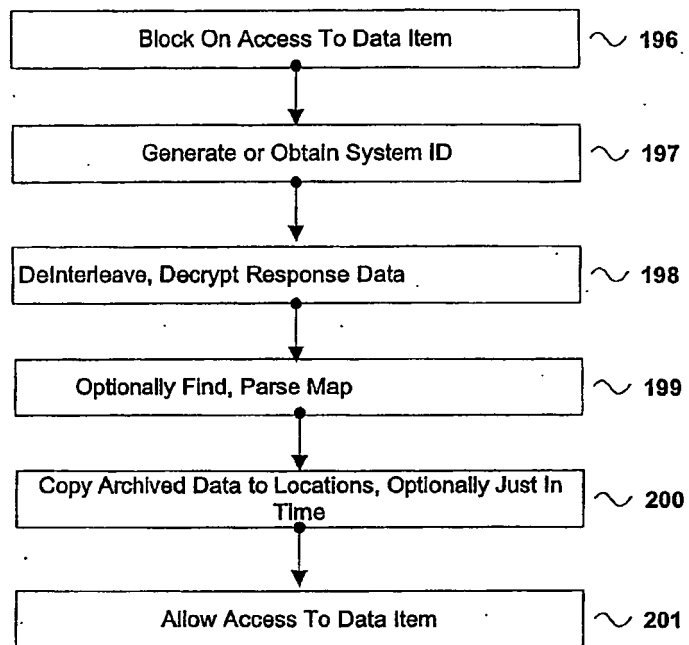 Block On Access To Data Item
196
Generate or Obtain System ID
197
DeInterleave, Decrypt Response Data
198
Optionally Find, Parse Map
199
Copy Archived Data to Locations, Optionally Just In
Time
200
Allow Access To Data Item
201